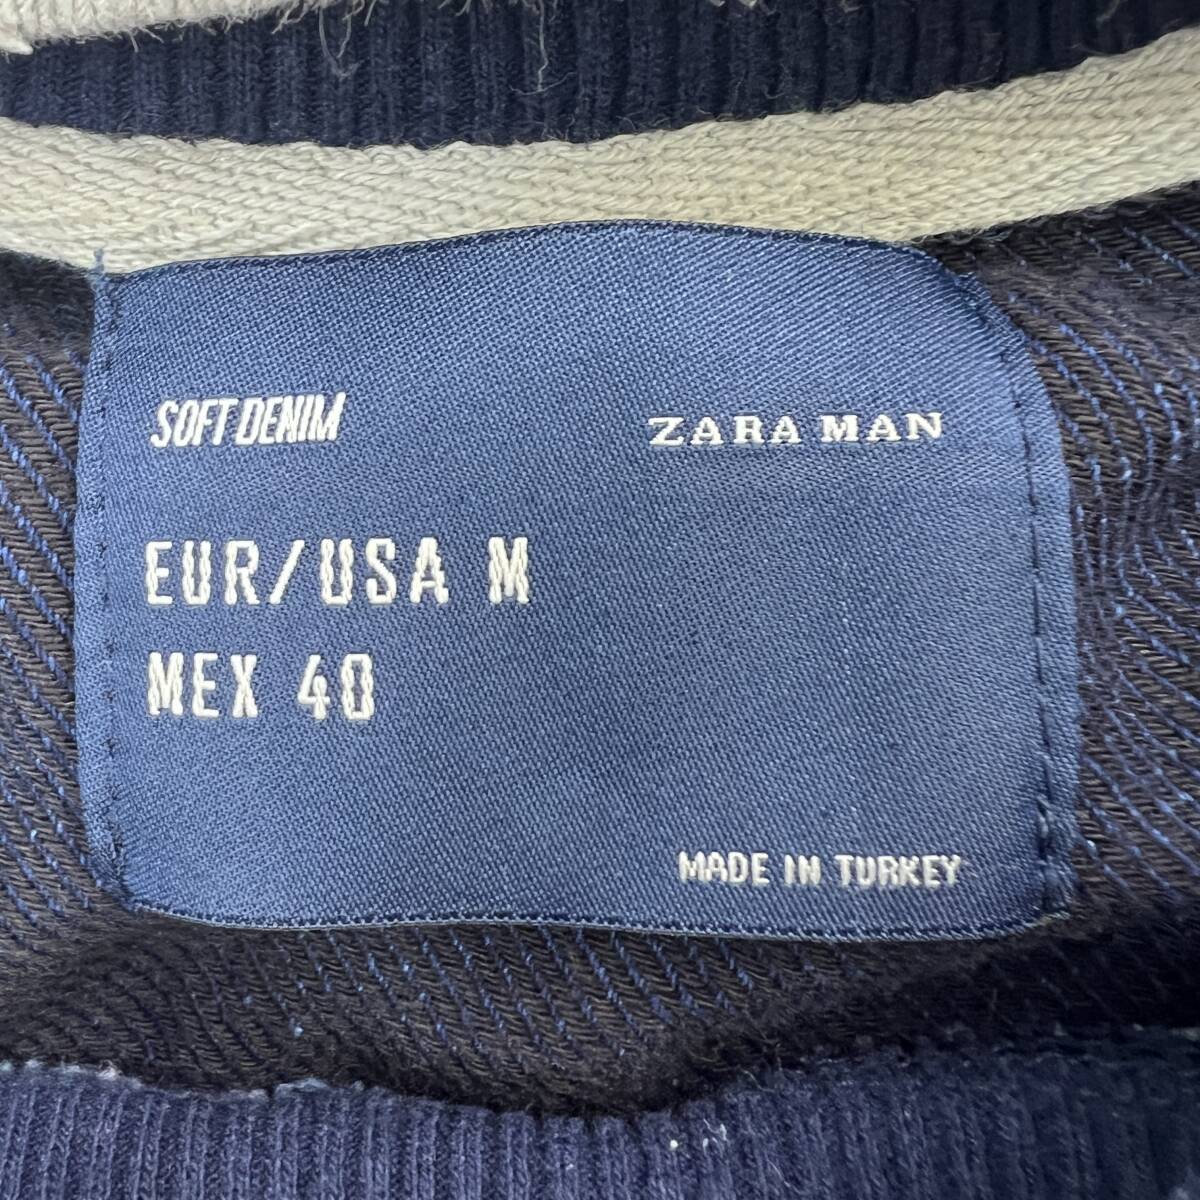 SOFT DENIM ZARA MAN
EUR/USA M
MEX 40
MADE IN TURKEY